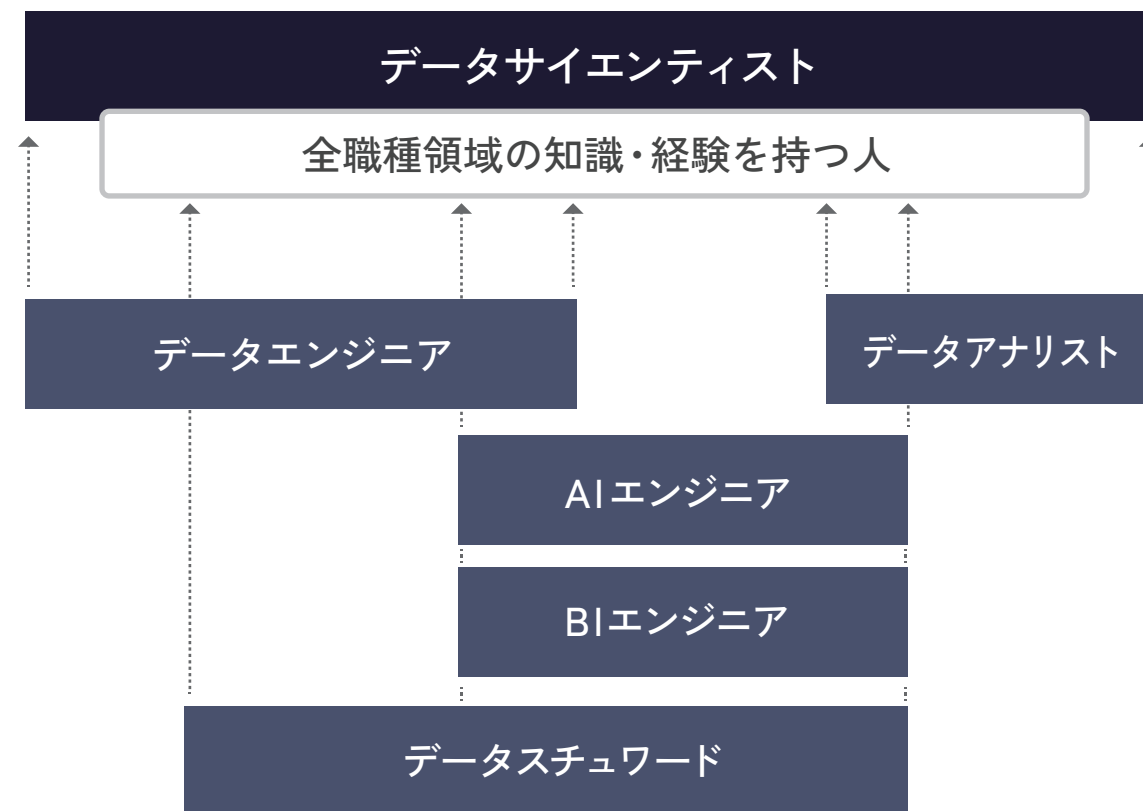 データサイエンティスト
全職種領域の知識・経験を持つ人
データエンジニア
データアナリスト
AIエンジニア
BIエンジニア
データスチュワード